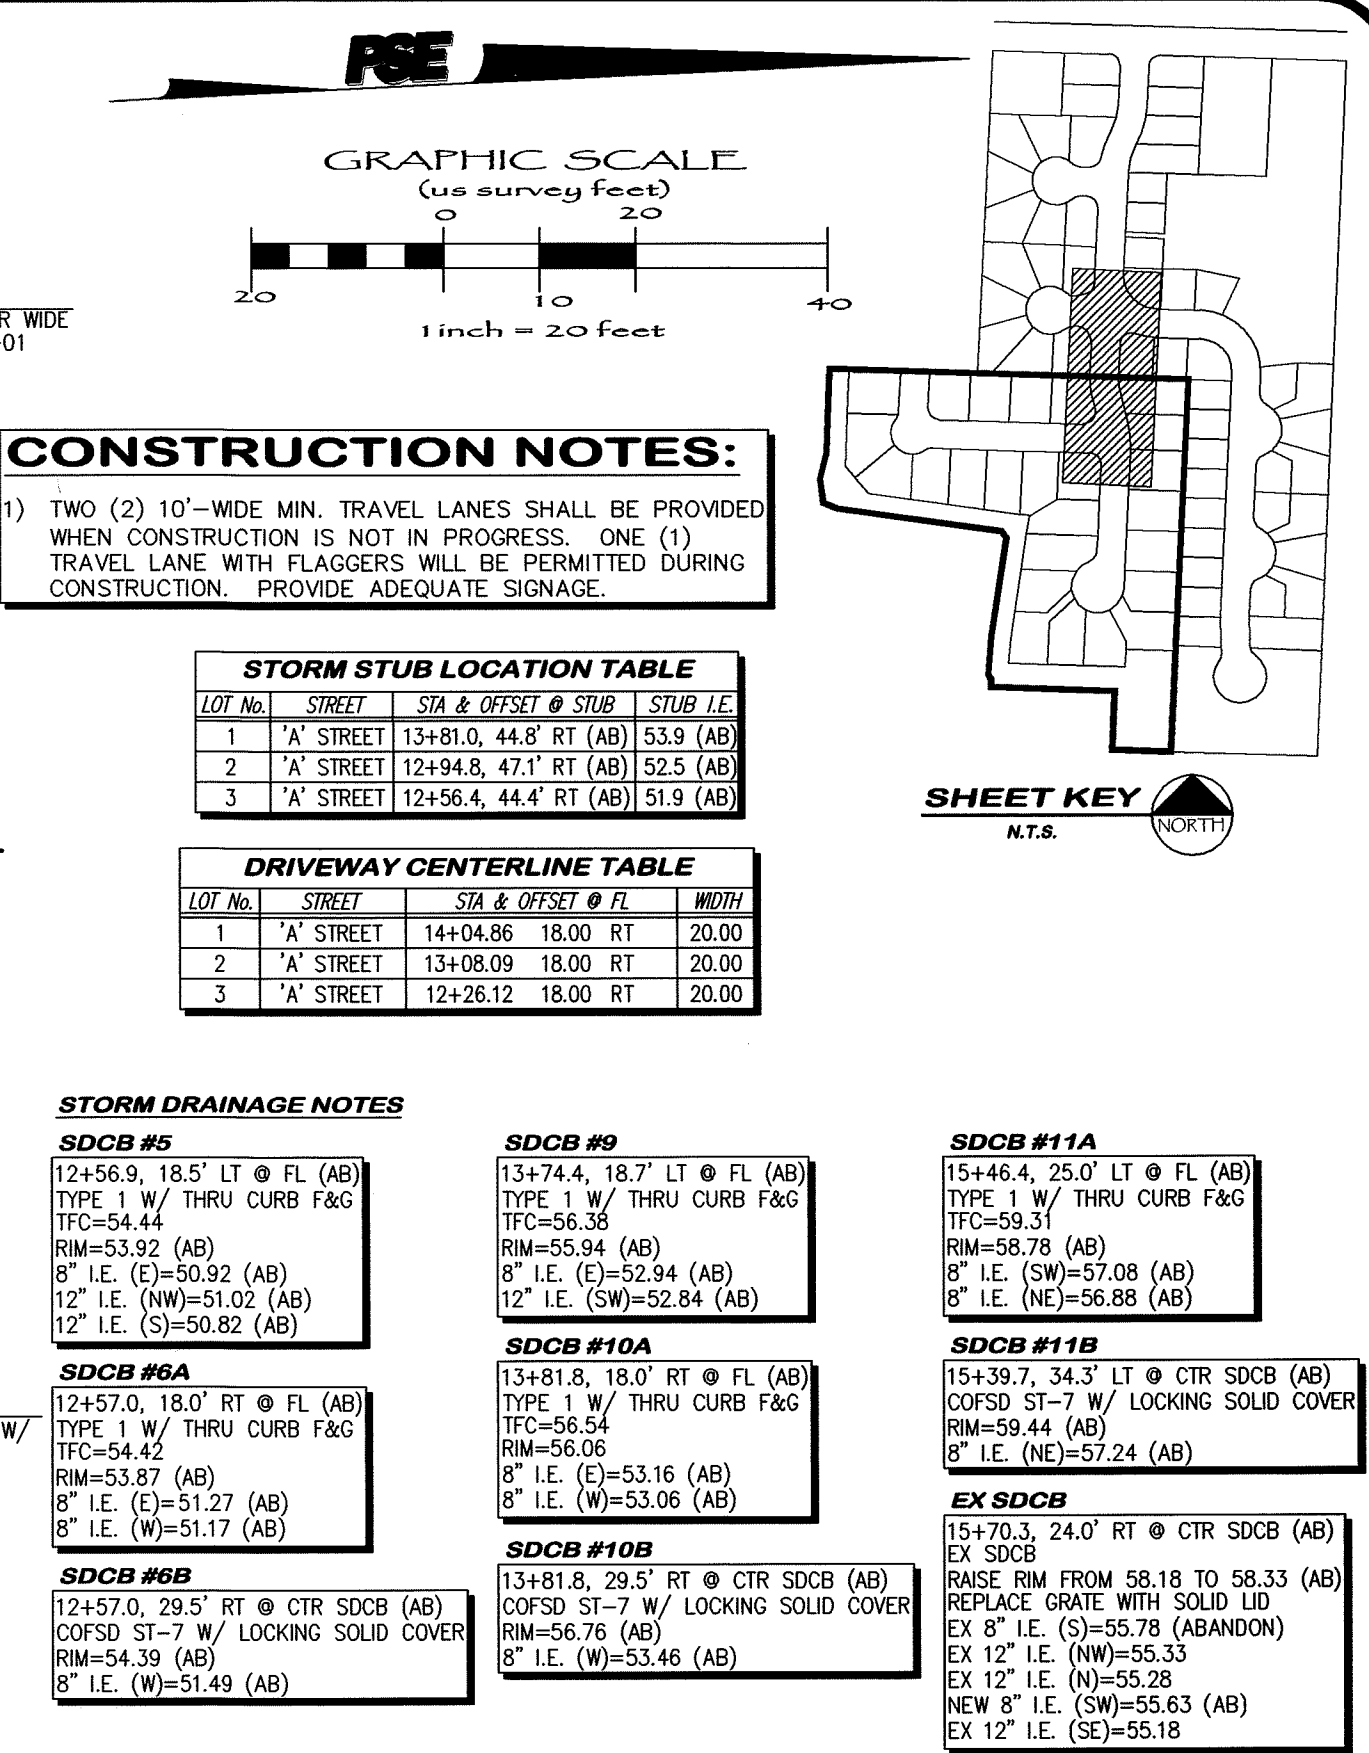 PSE
GRAPHIC SCALE
(us survey feet)
0 20
20 10 40
1 inch = 20 feet
R WIDE
-01
CONSTRUCTION NOTES:
1) TWO (2) 10'-WIDE MIN. TRAVEL LANES SHALL BE PROVIDED
WHEN CONSTRUCTION IS NOT IN PROGRESS. ONE (1)
TRAVEL LANE WITH FLAGGERS WILL BE PERMITTED DURING
CONSTRUCTION. PROVIDE ADEQUATE SIGNAGE.
STORM STUB LOCATION TABLE
LOT No. STREET STA & OFFSET @ STUB STUB I.E.
1 'A' STREET 13+81.0, 44.8' RT (AB) 53.9 (AB)
2 'A' STREET 12+94.8, 47.1' RT (AB) 52.5 (AB)
3 'A' STREET 12+56.4, 44.4' RT (AB) 51.9 (AB)
SHEET KEY
N.T.S.
NORTH
DRIVEWAY CENTERLINE TABLE
LOT No. STREET STA & OFFSET @ FL WIDTH
1 'A' STREET 14+04.86 18.00 RT 20.00
2 'A' STREET 13+08.09 18.00 RT 20.00
3 'A' STREET 12+26.12 18.00 RT 20.00
STORM DRAINAGE NOTES
SDCB #5
12+56.9, 18.5' LT @ FL (AB)
TYPE 1 W/ THRU CURB F&G
TFC=54.44
RIM=53.92 (AB)
8" I.E. (E)=50.92 (AB)
12" I.E. (NW)=51.02 (AB)
12" I.E. (S)=50.82 (AB)
SDCB #6A
12+57.0, 18.0' RT @ FL (AB)
W/
TYPE 1 W/ THRU CURB F&G
TFC=54.42
RIM=53.87 (AB)
8" I.E. (E)=51.27 (AB)
8" I.E. (W)=51.17 (AB)
SDCB #6B
12+57.0, 29.5' RT @ CTR SDCB (AB)
COFSD ST-7 W/ LOCKING SOLID COVER
RIM=54.39 (AB)
8" I.E. (W)=51.49 (AB)
SDCB #9
13+74.4, 18.7' LT @ FL (AB)
TYPE 1 W/ THRU CURB F&G
TFC=56.38
RIM=55.94 (AB)
8" I.E. (E)=52.94 (AB)
12" I.E. (SW)=52.84 (AB)
SDCB #10A
13+81.8, 18.0' RT @ FL (AB)
TYPE 1 W/ THRU CURB F&G
TFC=56.54
RIM=56.06
8" I.E. (E)=53.16 (AB)
8" I.E. (W)=53.06 (AB)
SDCB #10B
13+81.8, 29.5' RT @ CTR SDCB (AB)
COFSD ST-7 W/ LOCKING SOLID COVER
RIM=56.76 (AB)
8" I.E. (W)=53.46 (AB)
SDCB #11A
15+46.4, 25.0' LT @ FL (AB)
TYPE 1 W/ THRU CURB F&G
TFC=59.31
RIM=58.78 (AB)
8" I.E. (SW)=57.08 (AB)
8" I.E. (NE)=56.88 (AB)
SDCB #11B
15+39.7, 34.3' LT @ CTR SDCB (AB)
COFSD ST-7 W/ LOCKING SOLID COVER
RIM=59.44 (AB)
8" I.E. (NE)=57.24 (AB)
EX SDCB
15+70.3, 24.0' RT @ CTR SDCB (AB)
EX SDCB
RAISE RIM FROM 58.18 TO 58.33 (AB)
REPLACE GRATE WITH SOLID LID
EX 8" I.E. (S)=55.78 (ABANDON)
EX 12" I.E. (NW)=55.33
EX 12" I.E. (N)=55.28
NEW 8" I.E. (SW)=55.63 (AB)
EX 12" I.E. (SE)=55.18